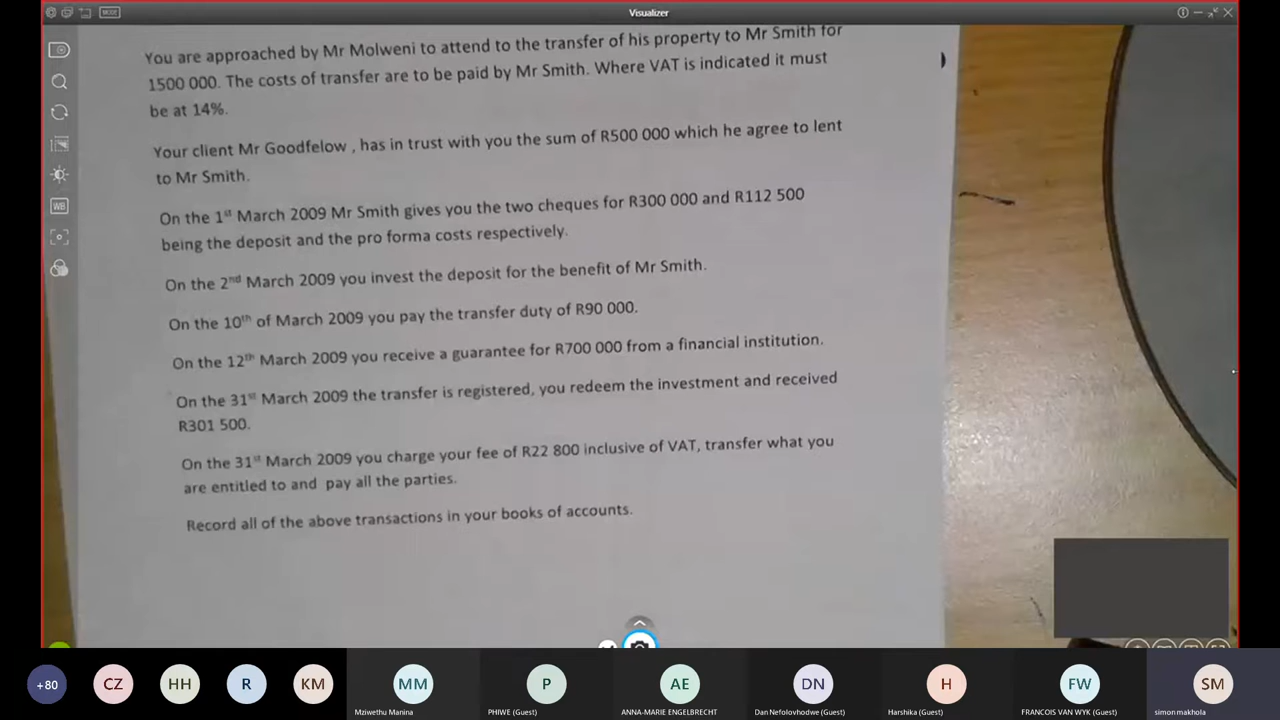 Visualizer
MODE
You are approached by Mr Molweni to attend to the transfer of his property to Mr Smith for
1500 000. The costs of transfer are to be paid by Mr Smith. Where VAT is indicated it must
be at 14%.
Your client Mr Goodfelow , has in trust with you the sum of R500 000 which he agree to lent
to Mr Smith.
On the 1st March 2009 Mr Smith gives you the two cheques for R300 000 and R112 500
being the deposit and the pro forma costs respectively.
On the 2nd March 2009 you invest the deposit for the benefit of Mr Smith.
On the 10th of March 2009 you pay the transfer duty of R90 000.
On the 12th March 2009 you receive a guarantee for R700 000 from a financial institution.
On the 31st March 2009 the transfer is registered, you redeem the investment and received
R301 500.
On the 31st March 2009 you charge your fee of R22 800 inclusive of VAT, transfer what you
are entitled to and pay all the parties.
Record all of the above transactions in your books of accounts.
WB
+80 CZ HH R KM MM P AE DN H FW SM
Mziwethu Manina PHIWE (Guest) ANNA-MARIE ENGELBRECHT Dan Nefolovhodwe (Guest) Harshika (Guest) FRANCOIS VAN WYK (Guest) simon makhola